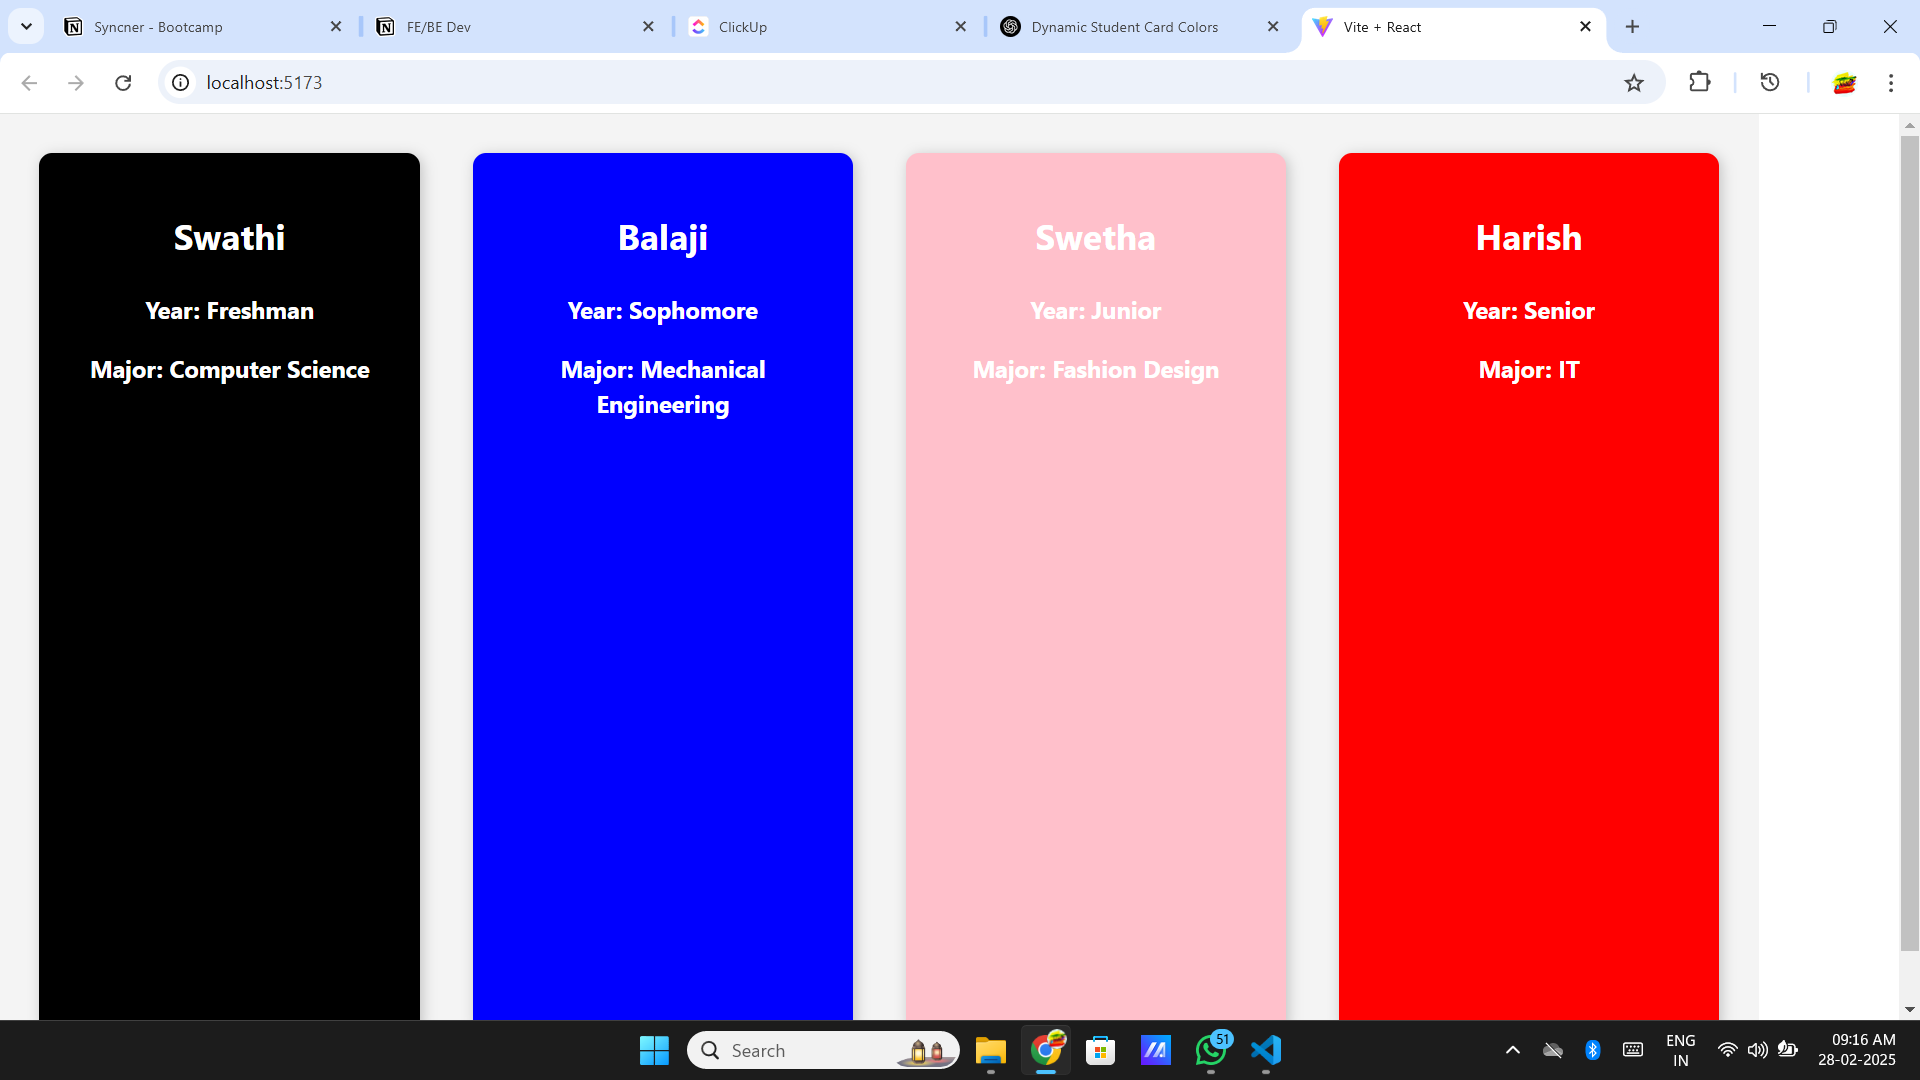 Syncner - Bootcamp
FE/BE Dev
ClickUp
Dynamic Student Card Colors
Vite + React
localhost:5173
Swathi
Year: Freshman
Major: Computer Science
Balaji
Year: Sophomore
Major: Mechanical
Engineering
Swetha
Year: Junior
Major: Fashion Design
Harish
Year: Senior
Major: IT
Search
51
ENG
IN
09:16 AM
28-02-2025